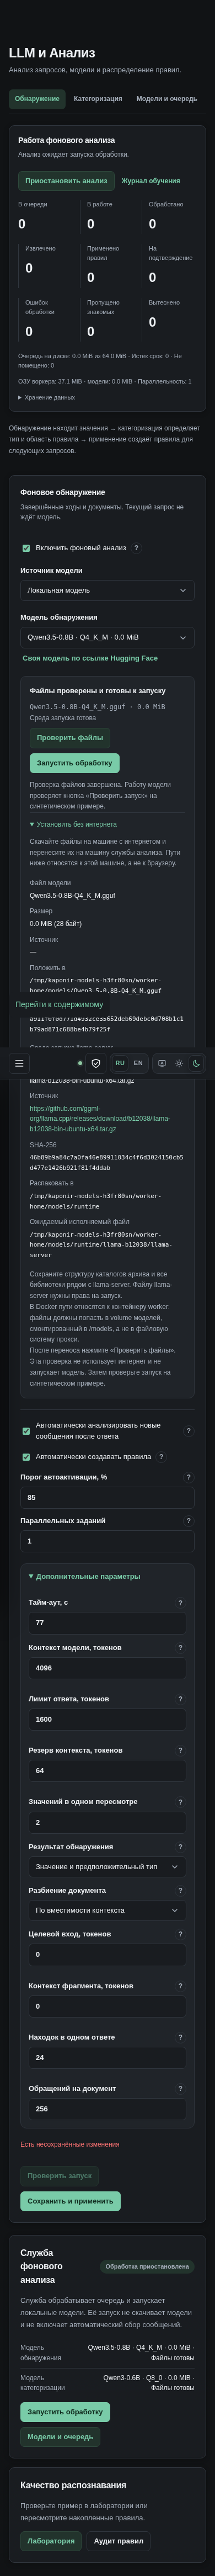 LLM и Анализ
Анализ запросов, модели и распределение правил.
Обнаружение
Категоризация
Модели и очередь
Работа фонового анализа
Анализ ожидает запуска обработки.
Приостановить анализ
Журнал обучения
В очереди
0
В работе
0
Обработано
0
Извлечено
0
Применено правил
0
На подтверждение
0
Ошибок обработки
0
Пропущено знакомых
0
Вытеснено
0
Очередь на диске: 0.0 MiB из 64.0 MiB · Истёк срок: 0 · Не
помещено: 0
ОЗУ воркера: 37.1 MiB · модели: 0.0 MiB · Параллельность: 1
Хранение данных
Обнаружение находит значения → категоризация определяет
тип и область правила → применение создаёт правила для
следующих запросов.
Фоновое обнаружение
Завершённые ходы и документы. Текущий запрос не
ждёт модель.
Включить фоновый анализ ?
Источник модели
Локальная модель
Модель обнаружения
Qwen3.5-0.8B · Q4_K_M · 0.0 MiB
Своя модель по ссылке Hugging Face
Файлы проверены и готовы к запуску
Qwen3.5-0.8B-Q4_K_M.gguf · 0.0 MiB
Среда запуска готова
Проверить файлы
Запустить обработку
Проверка файлов завершена. Работу модели
проверяет кнопка «Проверить запуск» на
синтетическом примере.
Установить без интернета
Скачайте файлы на машине с интернетом и
перенесите их на машину службы анализа. Пути
ниже относятся к этой машине, а не к браузеру.
Файл модели
Qwen3.5-0.8B-Q4_K_M.gguf
Размер
0.0 MiB (28 байт)
Источник
—
Положить в
/tmp/kaponir-models-h3fr80sn/worker-
Перейти к содержимому
b79ad871c688be4b79f25f
RU
EN
llama-b12038-bin-ubuntu-x64.tar.gz
Источник
https://github.com/ggml-
org/llama.cpp/releases/download/b12038/llama-
b12038-bin-ubuntu-x64.tar.gz
SHA-256
46b89b9a84c7a0fa46e89911034c4f6d3024150cb5
d477e1426b921f81f4ddab
Распаковать в
/tmp/kaponir-models-h3fr80sn/worker-
home/models/runtime
Ожидаемый исполняемый файл
/tmp/kaponir-models-h3fr80sn/worker-
home/models/runtime/llama-b12038/llama-
server
Сохраните структуру каталогов архива и все
библиотеки рядом с llama-server. Файлу llama-
server нужны права на запуск.
В Docker пути относятся к контейнеру worker:
файлы должны попасть в volume моделей,
смонтированный в /models, а не в файловую
систему прокси.
После переноса нажмите «Проверить файлы».
Эта проверка не использует интернет и не
запускает модель. Затем проверьте запуск на
синтетическом примере.
Автоматически анализировать новые
сообщения после ответа
?
Автоматически создавать правила ?
Порог автоактивации, % ?
85
Параллельных заданий ?
1
Дополнительные параметры
Тайм-аут, с ?
77
Контекст модели, токенов ?
4096
Лимит ответа, токенов ?
1600
Резерв контекста, токенов ?
64
Значений в одном пересмотре ?
2
Результат обнаружения ?
Значение и предположительный тип
Разбиение документа ?
По вместимости контекста
Целевой вход, токенов ?
0
Контекст фрагмента, токенов ?
0
Находок в одном ответе ?
24
Обращений на документ ?
256
Есть несохранённые изменения
Проверить запуск
Сохранить и применить
Служба
фонового
анализа
Обработка приостановлена
Служба обрабатывает очередь и запускает
локальные модели. Её запуск не скачивает модели
и не включает автоматический сбор сообщений.
Модель
обнаружения
Qwen3.5-0.8B · Q4_K_M · 0.0 MiB ·
Файлы готовы
Модель
категоризации
Qwen3-0.6B · Q8_0 · 0.0 MiB ·
Файлы готовы
Запустить обработку
Модели и очередь
Качество распознавания
Проверьте пример в лаборатории или
пересмотрите накопленные правила.
Лаборатория
Аудит правил